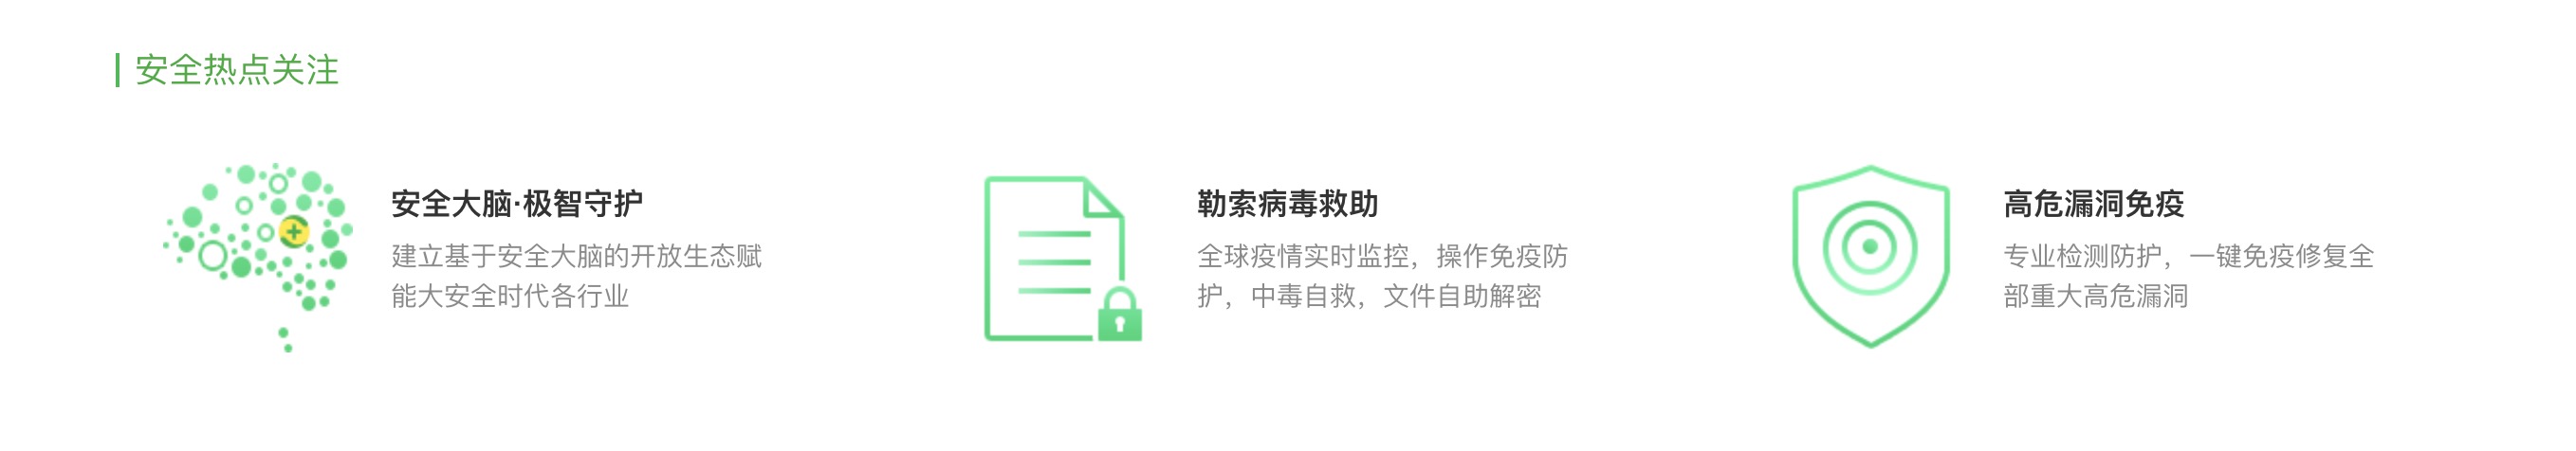 安全热点关注
安全大脑·极智守护
建立基于安全大脑的开放生态赋
能大安全时代各行业
勒索病毒救助
全球疫情实时监控，操作免疫防
护，中毒自救，文件自助解密
高危漏洞免疫
专业检测防护，一键免疫修复全
部重大高危漏洞